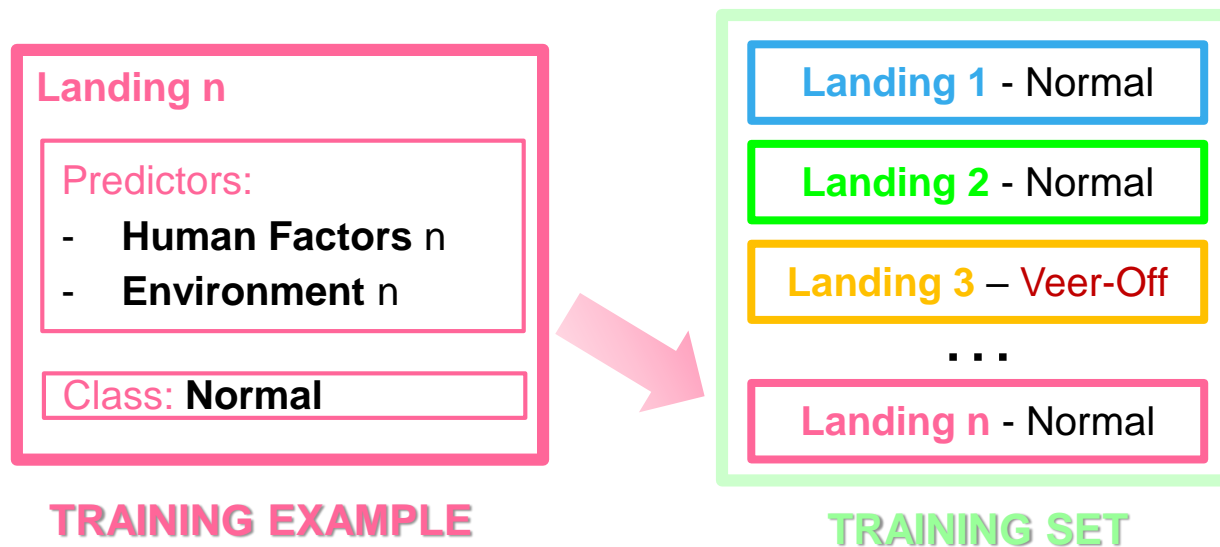 Landing n
Predictors:
- Human Factors n
- Environment n
Class: Normal
TRAINING EXAMPLE
Landing 1 - Normal
Landing 2 - Normal
Landing 3 – Veer-Off
...
Landing n - Normal
TRAINING SET